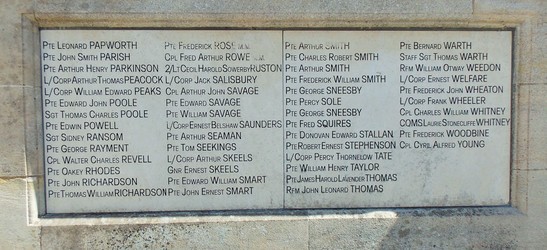 Pte Leonard PAPWORTH
Pte John Smith PARISH
Pte Arthur Henry PARKINSON
L/Corp Arthur Thomas PEACOCK
L/Corp William Edward PEAKS
Pte Edward John POOLE
Sgt Thomas Charles POOLE
Pte Edwin POWELL
Sgt Sidney RANSOM
Pte George RAYMENT
Cpl Walter Charles REVELL
Pte Oakey RHODES
Pte John RICHARDSON
Pte Thomas William RICHARDSON
Pte Frederick ROSE M.M.
Cpl Fred Arthur ROWE
2/Lt Cecil Harold Sowerby RUSTON
L/Corp Jack SALISBURY
Cpl Arthur John SAVAGE
Pte Edward SAVAGE
Pte William SAVAGE
L/Corp Ernest Belshaw SAUNDERS
Pte Arthur SEAMAN
Pte Tom SEEKINGS
L/Corp Arthur SKEELS
Gnr Ernest SKEELS
Pte Edward William SMART
Pte John Ernest SMART
Pte Arthur SMITH
Pte Charles Robert SMITH
Pte Arthur SMITH
Pte Frederick William SMITH
Pte George SNEESBY
Pte Percy SOLE
Pte George SNEESBY
Pte Fred SQUIRES
Pte Donovan Edward STALLAN
Pte Robert Ernest STEPHENSON
L/Corp Percy Thornelow TATE
Pte William Henry TAYLOR
Pte James Harold Lavender THOMAS
Rfm John Leonard THOMAS
Pte Bernard WARTH
Staff Sgt Thomas WARTH
Rfm William Otway WEEDON
L/Corp Ernest WELFARE
Pte Frederick John WHEATON
L/Corp Frank WHEELER
Cpl Charles William WHITNEY
COMS Laurie Stonecliffe WHITNEY
Pte Frederick WOODBINE
Cpl Cyril Alfred YOUNG